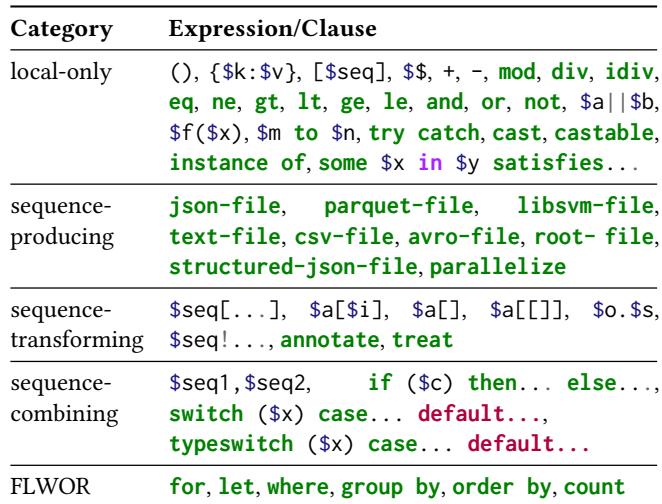 Category Expression/Clause
local-only (), {$k:$v}, [$seq], $$, +, -, mod, div, idiv,
eq, ne, gt, lt, ge, le, and, or, not, $a||$b,
$f($x), $m to $n, try catch, cast, castable,
instance of, some $x in $y satisfies...
sequence- json-file, parquet-file, libsvm-file,
producing text-file, csv-file, avro-file, root- file,
structured-json-file, parallelize
sequence- $seq[...], $a[$i], $a[], $a[[]], $o.$s,
transforming $seq!..., annotate, treat
sequence- $seq1,$seq2, if ($c) then... else...,
combining switch ($x) case... default...,
typeswitch ($x) case... default...
FLWOR for, let, where, group by, order by, count